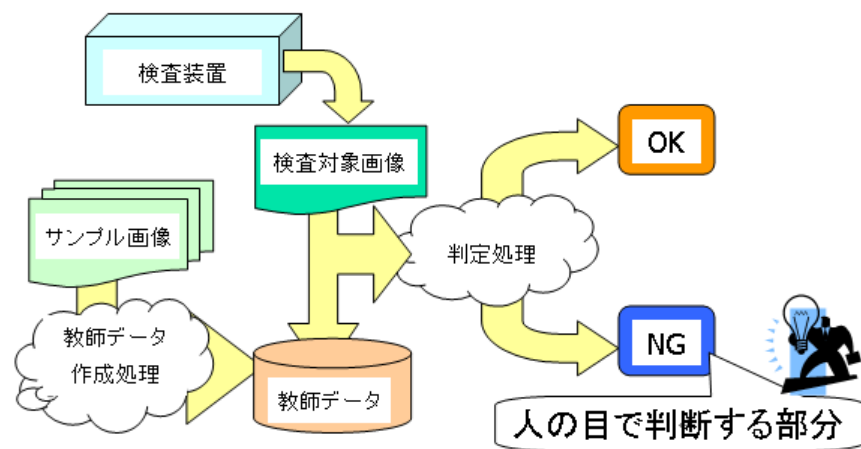 検査装置
検査対象画像
サンプル画像
教師データ
作成処理
教師データ
判定処理
OK
NG
人の目で判断する部分